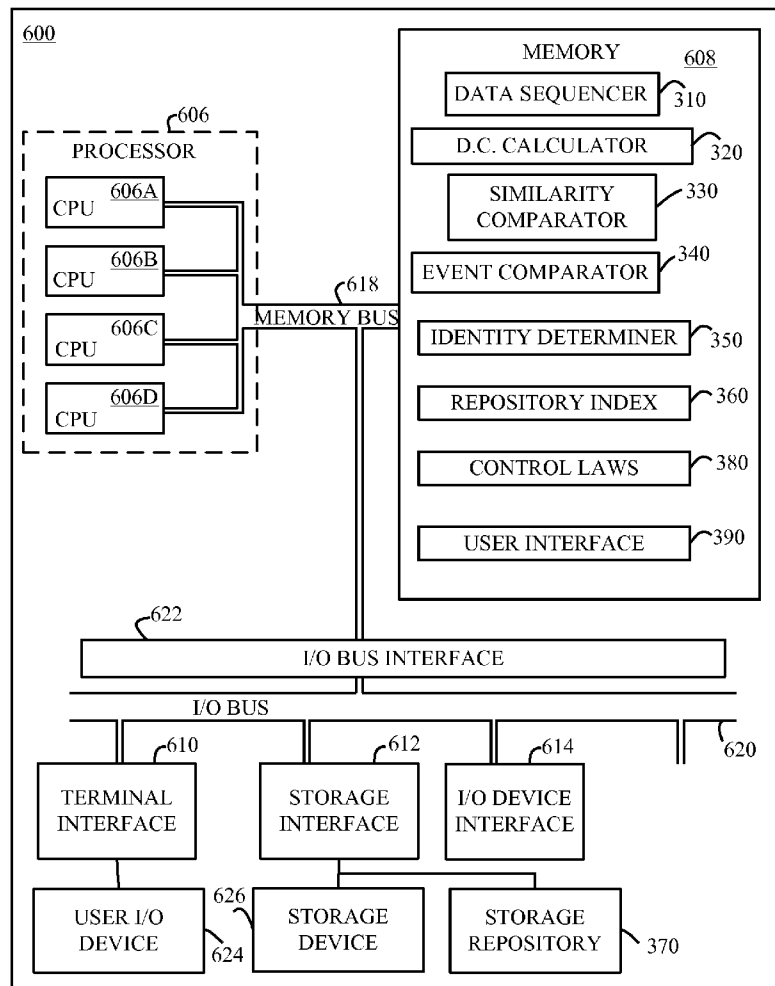 600
606
PROCESSOR
606A
CPU
606B
CPU
606C
CPU
606D
CPU
618
MEMORY BUS
MEMORY
608
DATA SEQUENCER
310
D.C. CALCULATOR
320
SIMILARITY
COMPARATOR
330
EVENT COMPARATOR
340
IDENTITY DETERMINER
350
REPOSITORY INDEX
360
CONTROL LAWS
380
USER INTERFACE
390
622
I/O BUS INTERFACE
I/O BUS
620
610
TERMINAL
INTERFACE
612
STORAGE
INTERFACE
614
I/O DEVICE
INTERFACE
USER I/O
DEVICE
624
626
STORAGE
DEVICE
STORAGE
REPOSITORY
370